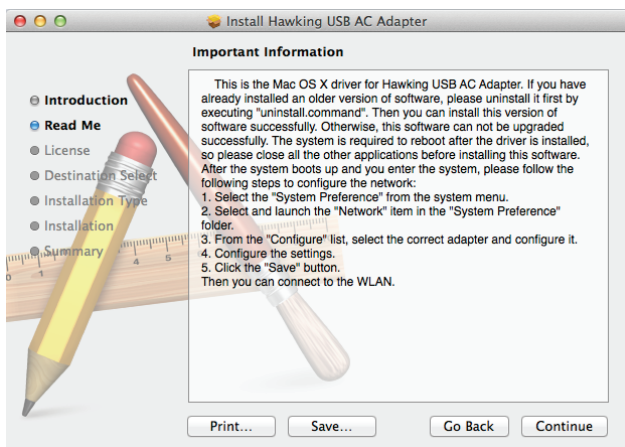 Install Hawking USB AC Adapter
Important Information
Introduction
Read Me
License
Destination Select
Installation Type
Installation
Summary
This is the Mac OS X driver for Hawking USB AC Adapter. If you have
already installed an older version of software, please uninstall it first by
executing "uninstall.command". Then you can install this version of
software successfully. Otherwise, this software can not be upgraded
successfully. The system is required to reboot after the driver is installed,
so please close all the other applications before installing this software.
After the system boots up and you enter the system, please follow the
following steps to configure the network:
1. Select the "System Preference" from the system menu.
2. Select and launch the "Network" item in the "System Preference"
folder.
3. From the "Configure" list, select the correct adapter and configure it.
4. Configure the settings.
5. Click the "Save" button.
Then you can connect to the WLAN.
0 1 4 5
Print... Save... Go Back Continue